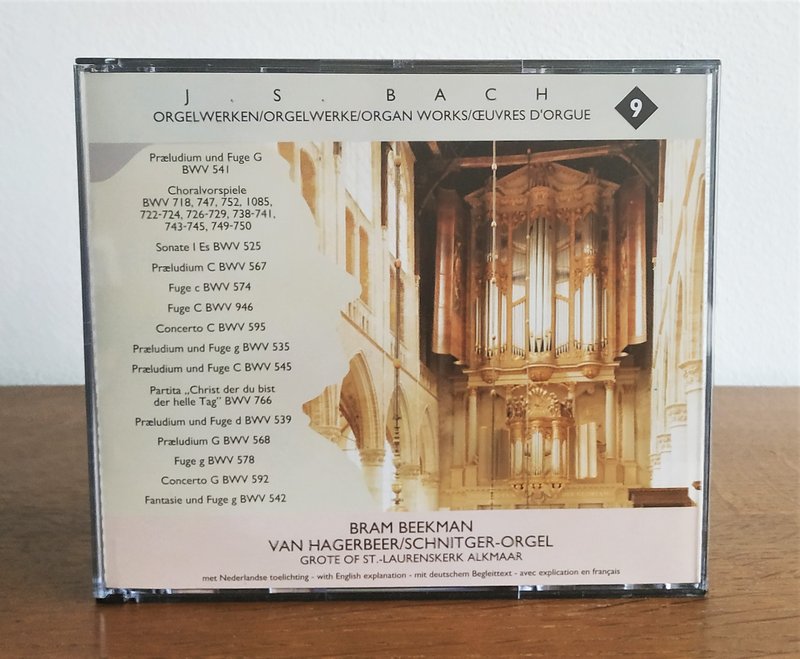 J . S . BACH
ORGELWERKEN/ORGELWERKE/ORGAN WORKS/ŒUVRES D'ORGUE
9
Præludium und Fuge G
BWV 541
Choralvorspiele
BWV 718, 747, 752, 1085,
722-724, 726-729, 738-741,
743-745, 749-750
Sonate I Es BWV 525
Præludium C BWV 567
Fuge c BWV 574
Fuge C BWV 946
Concerto C BWV 595
Præludium und Fuge g BWV 535
Præludium und Fuge C BWV 545
Partita „Christ der du bist
der helle Tag" BWV 766
Præludium und Fuge d BWV 539
Præludium G BWV 568
Fuge g BWV 578
Concerto G BWV 592
Fantasie und Fuge g BWV 542
BRAM BEEKMAN
VAN HAGERBEER/SCHNITGER-ORGEL
GROTE OF ST.-LAURENSKERK ALKMAAR
met Nederlandse toelichting - with English explanation - mit deutschem Begleittext - avec explication en français